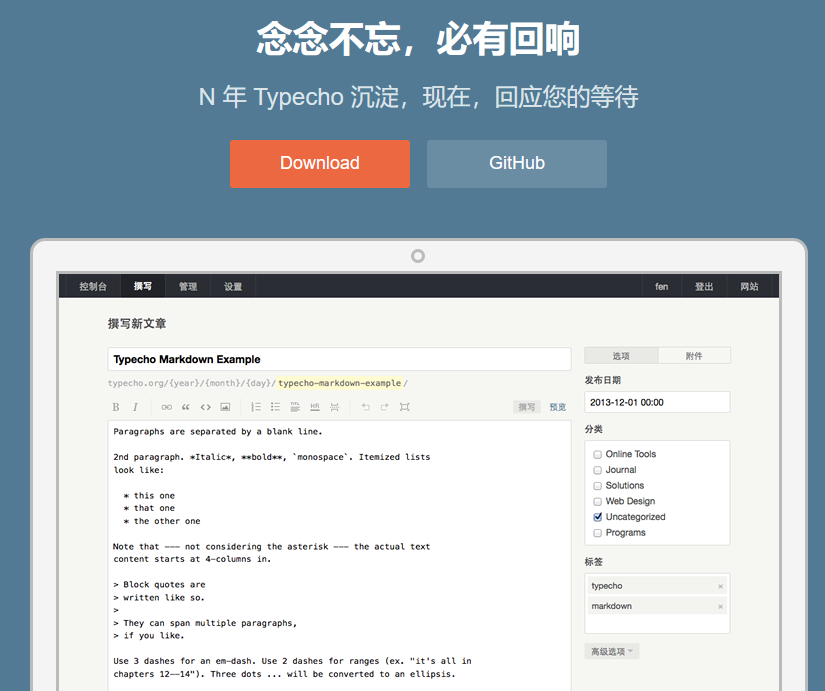 念念不忘，必有回响
N 年 Typecho 沉淀，现在，回应您的等待
Download
GitHub
控制台 撰写 管理 设置 fen 登出 网站
撰写新文章
Typecho Markdown Example
typecho.org/{year}/{month}/{day}/typecho-markdown-example/
撰写 预览
Paragraphs are separated by a blank line.
2nd paragraph. *Italic*, **bold**, `monospace`. Itemized lists
look like:
* this one
* that one
* the other one
Note that --- not considering the asterisk --- the actual text
content starts at 4-columns in.
> Block quotes are
> written like so.
>
> They can span multiple paragraphs,
> if you like.
Use 3 dashes for an em-dash. Use 2 dashes for ranges (ex. "it's all in
chapters 12--14"). Three dots ... will be converted to an ellipsis.
选项 附件
发布日期
2013-12-01 00:00
分类
Online Tools
Journal
Solutions
Web Design
Uncategorized
Programs
标签
typecho ×
markdown ×
高级选项